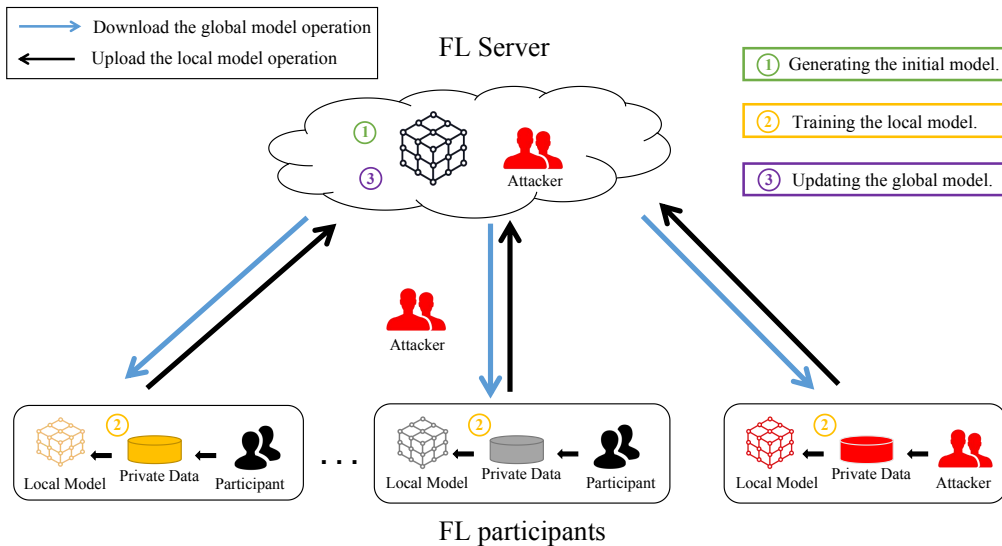 Download the global model operation
Upload the local model operation
FL Server
1 Generating the initial model.
2 Training the local model.
3 Updating the global model.
1
3
Attacker
Attacker
2
Local Model
Private Data
Participant
. . .
2
Local Model
Private Data
Participant
2
Local Model
Private Data
Attacker
FL participants